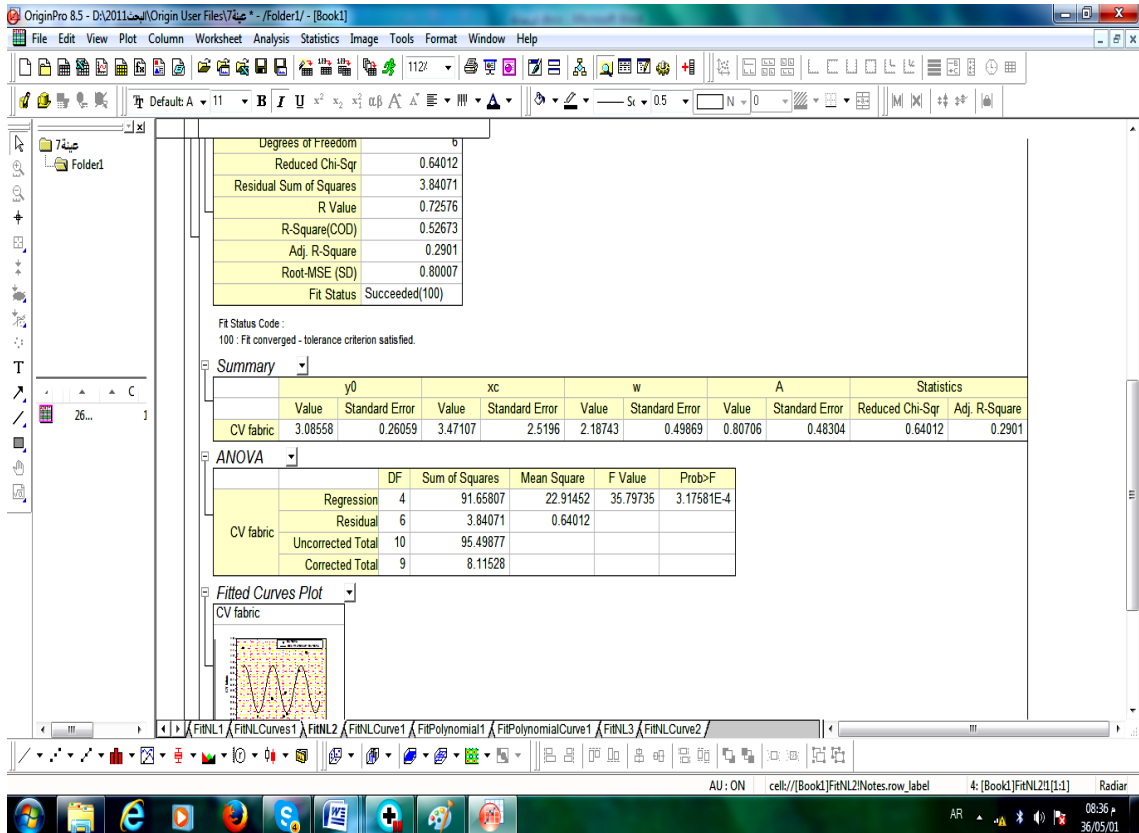 OriginPro 8.5 - D:\2011البحث\Origin User Files\عينة7 * - /Folder1/ - [Book1]
File Edit View Plot Column Worksheet Analysis Statistics Image Tools Format Window Help
Default: A 11 B I U αβ 0.5 N 0
عينة7
Folder1
C
26... 1
Degrees of Freedom 6
Reduced Chi-Sqr 0.64012
Residual Sum of Squares 3.84071
R Value 0.72576
R-Square(COD) 0.52673
Adj. R-Square 0.2901
Root-MSE (SD) 0.80007
Fit Status Succeeded(100)
Fit Status Code :
100 : Fit converged - tolerance criterion satisfied.
Summary
y0 xc w A Statistics
Value Standard Error Value Standard Error Value Standard Error Value Standard Error Reduced Chi-Sqr Adj. R-Square
CV fabric 3.08558 0.26059 3.47107 2.5196 2.18743 0.49869 0.80706 0.48304 0.64012 0.2901
ANOVA
DF Sum of Squares Mean Square F Value Prob>F
CV fabric
Regression 4 91.65807 22.91452 35.79735 3.17581E-4
Residual 6 3.84071 0.64012
Uncorrected Total 10 95.49877
Corrected Total 9 8.11528
Fitted Curves Plot
CV fabric
FitNL1 FitNLCurves1 FitNL2 FitNLCurve1 FitPolynomial1 FitPolynomialCurve1 FitNL3 FitNLCurve2
AU : ON cell://[Book1]FitNL2!Notes.row_label 4: [Book1]FitNL2!1[1:1] Radiar
AR 08:36 م
36/05/01